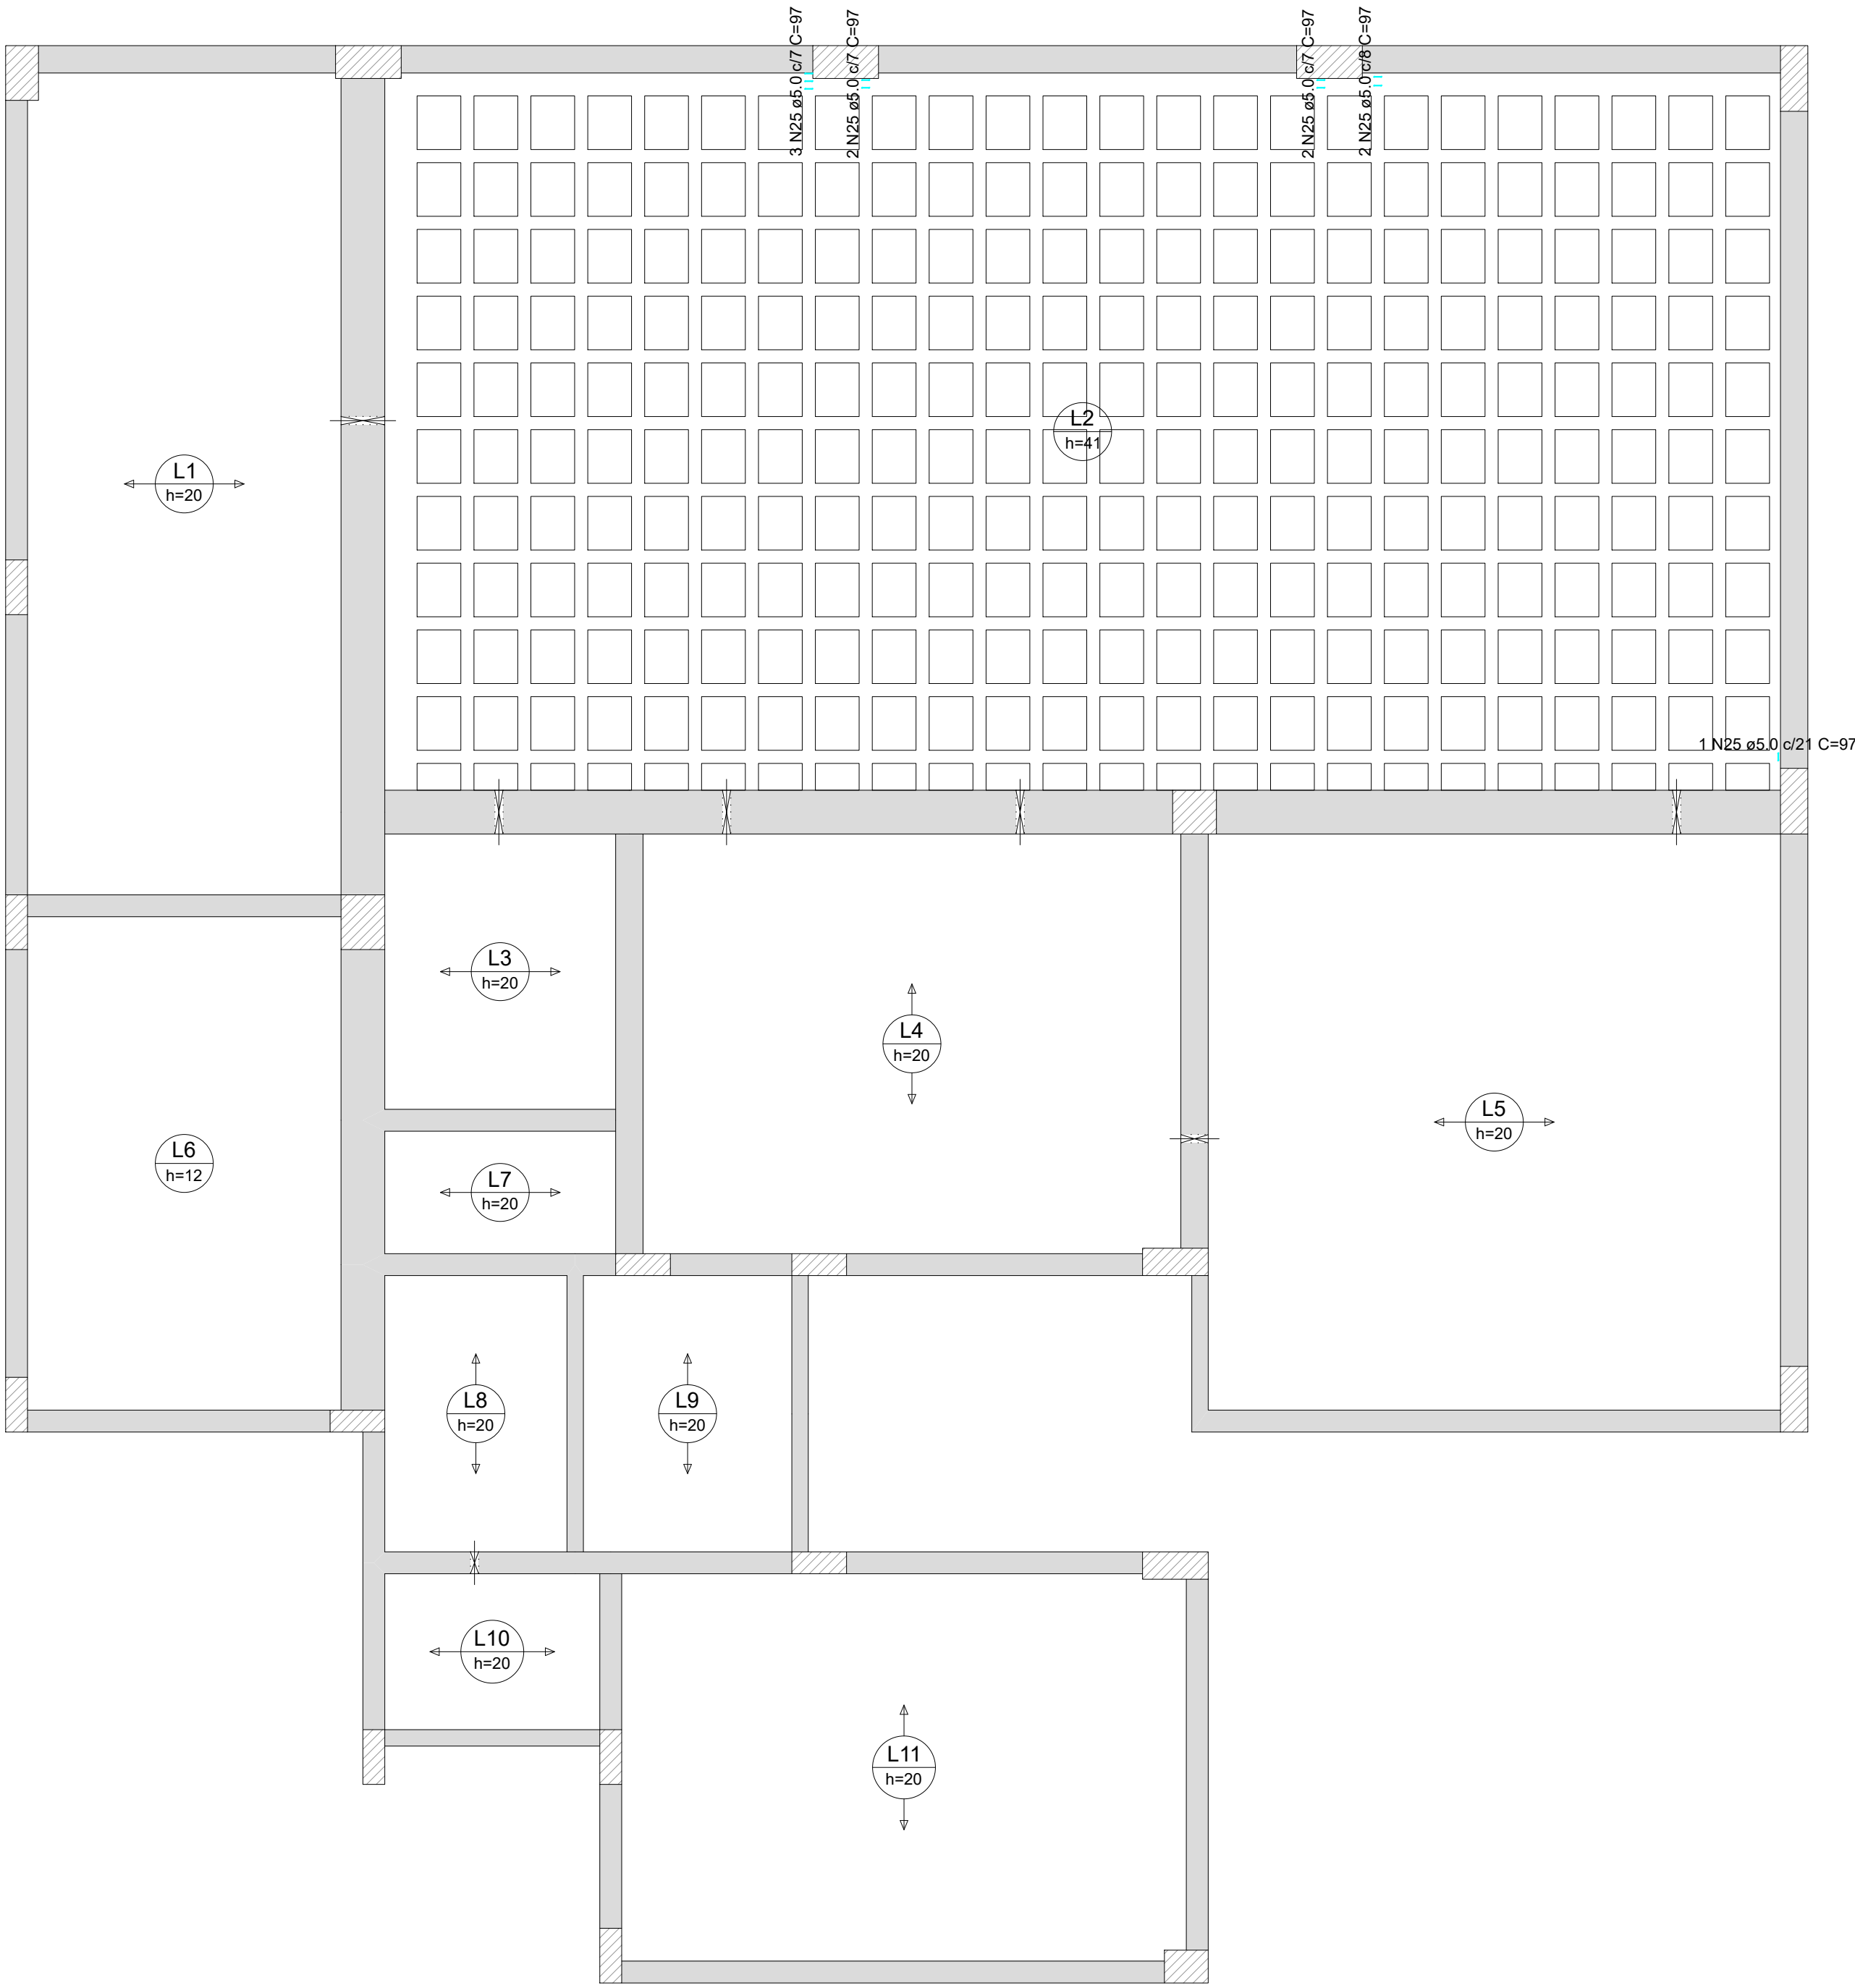 3 N25 ø5.0 c/7 C=97
2 N25 ø5.0 c/7 C=97
2 N25 ø5.0 c/7 C=97
2 N25 ø5.0 c/8 C=97
L2
h=41
L1
h=20
1 N25 ø5.0 c/21 C=97
L3
h=20
L4
h=20
L5
h=20
L6
h=12
L7
h=20
L8
h=20
L9
h=20
L10
h=20
L11
h=20